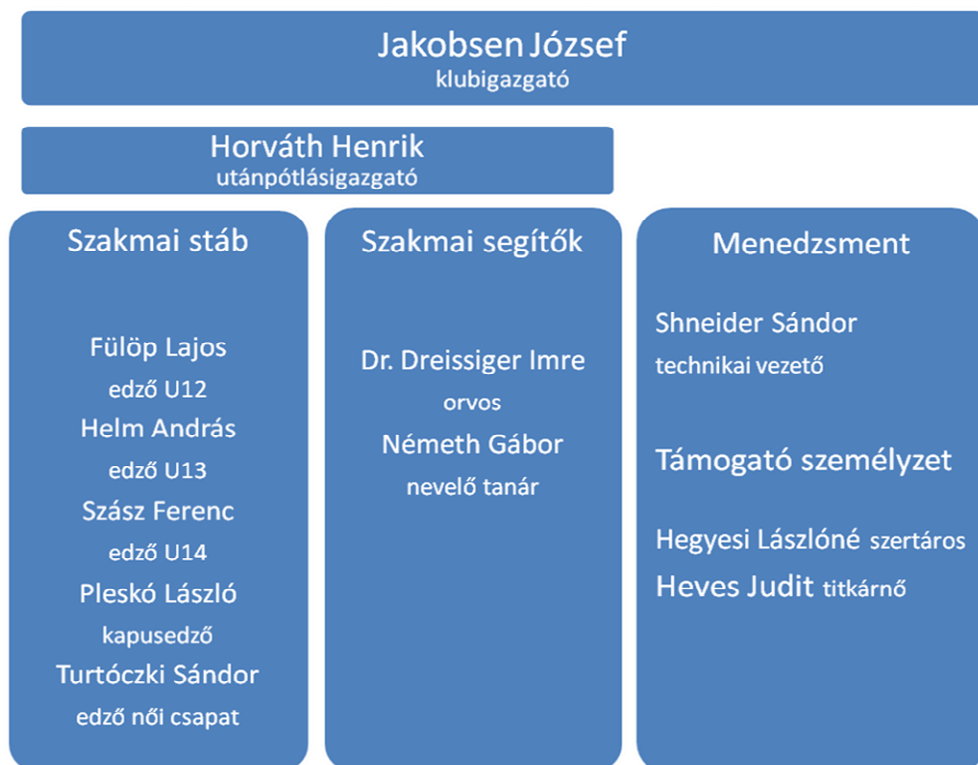 Jakobsen József
klubigazgató
Horváth Henrik
utánpótlásigazgató
Szakmai stáb
Fülöp Lajos
edző U12
Helm András
edző U13
Szász Ferenc
edző U14
Pleskó László
kapusedző
Turtóczki Sándor
edző női csapat
Szakmai segítők
Dr. Dreissiger Imre
orvos
Németh Gábor
nevelő tanár
Menedzsment
Shneider Sándor
technikai vezető
Támogató személyzet
Hegyesi Lászlóné szertáros
Heves Judit titkárnő